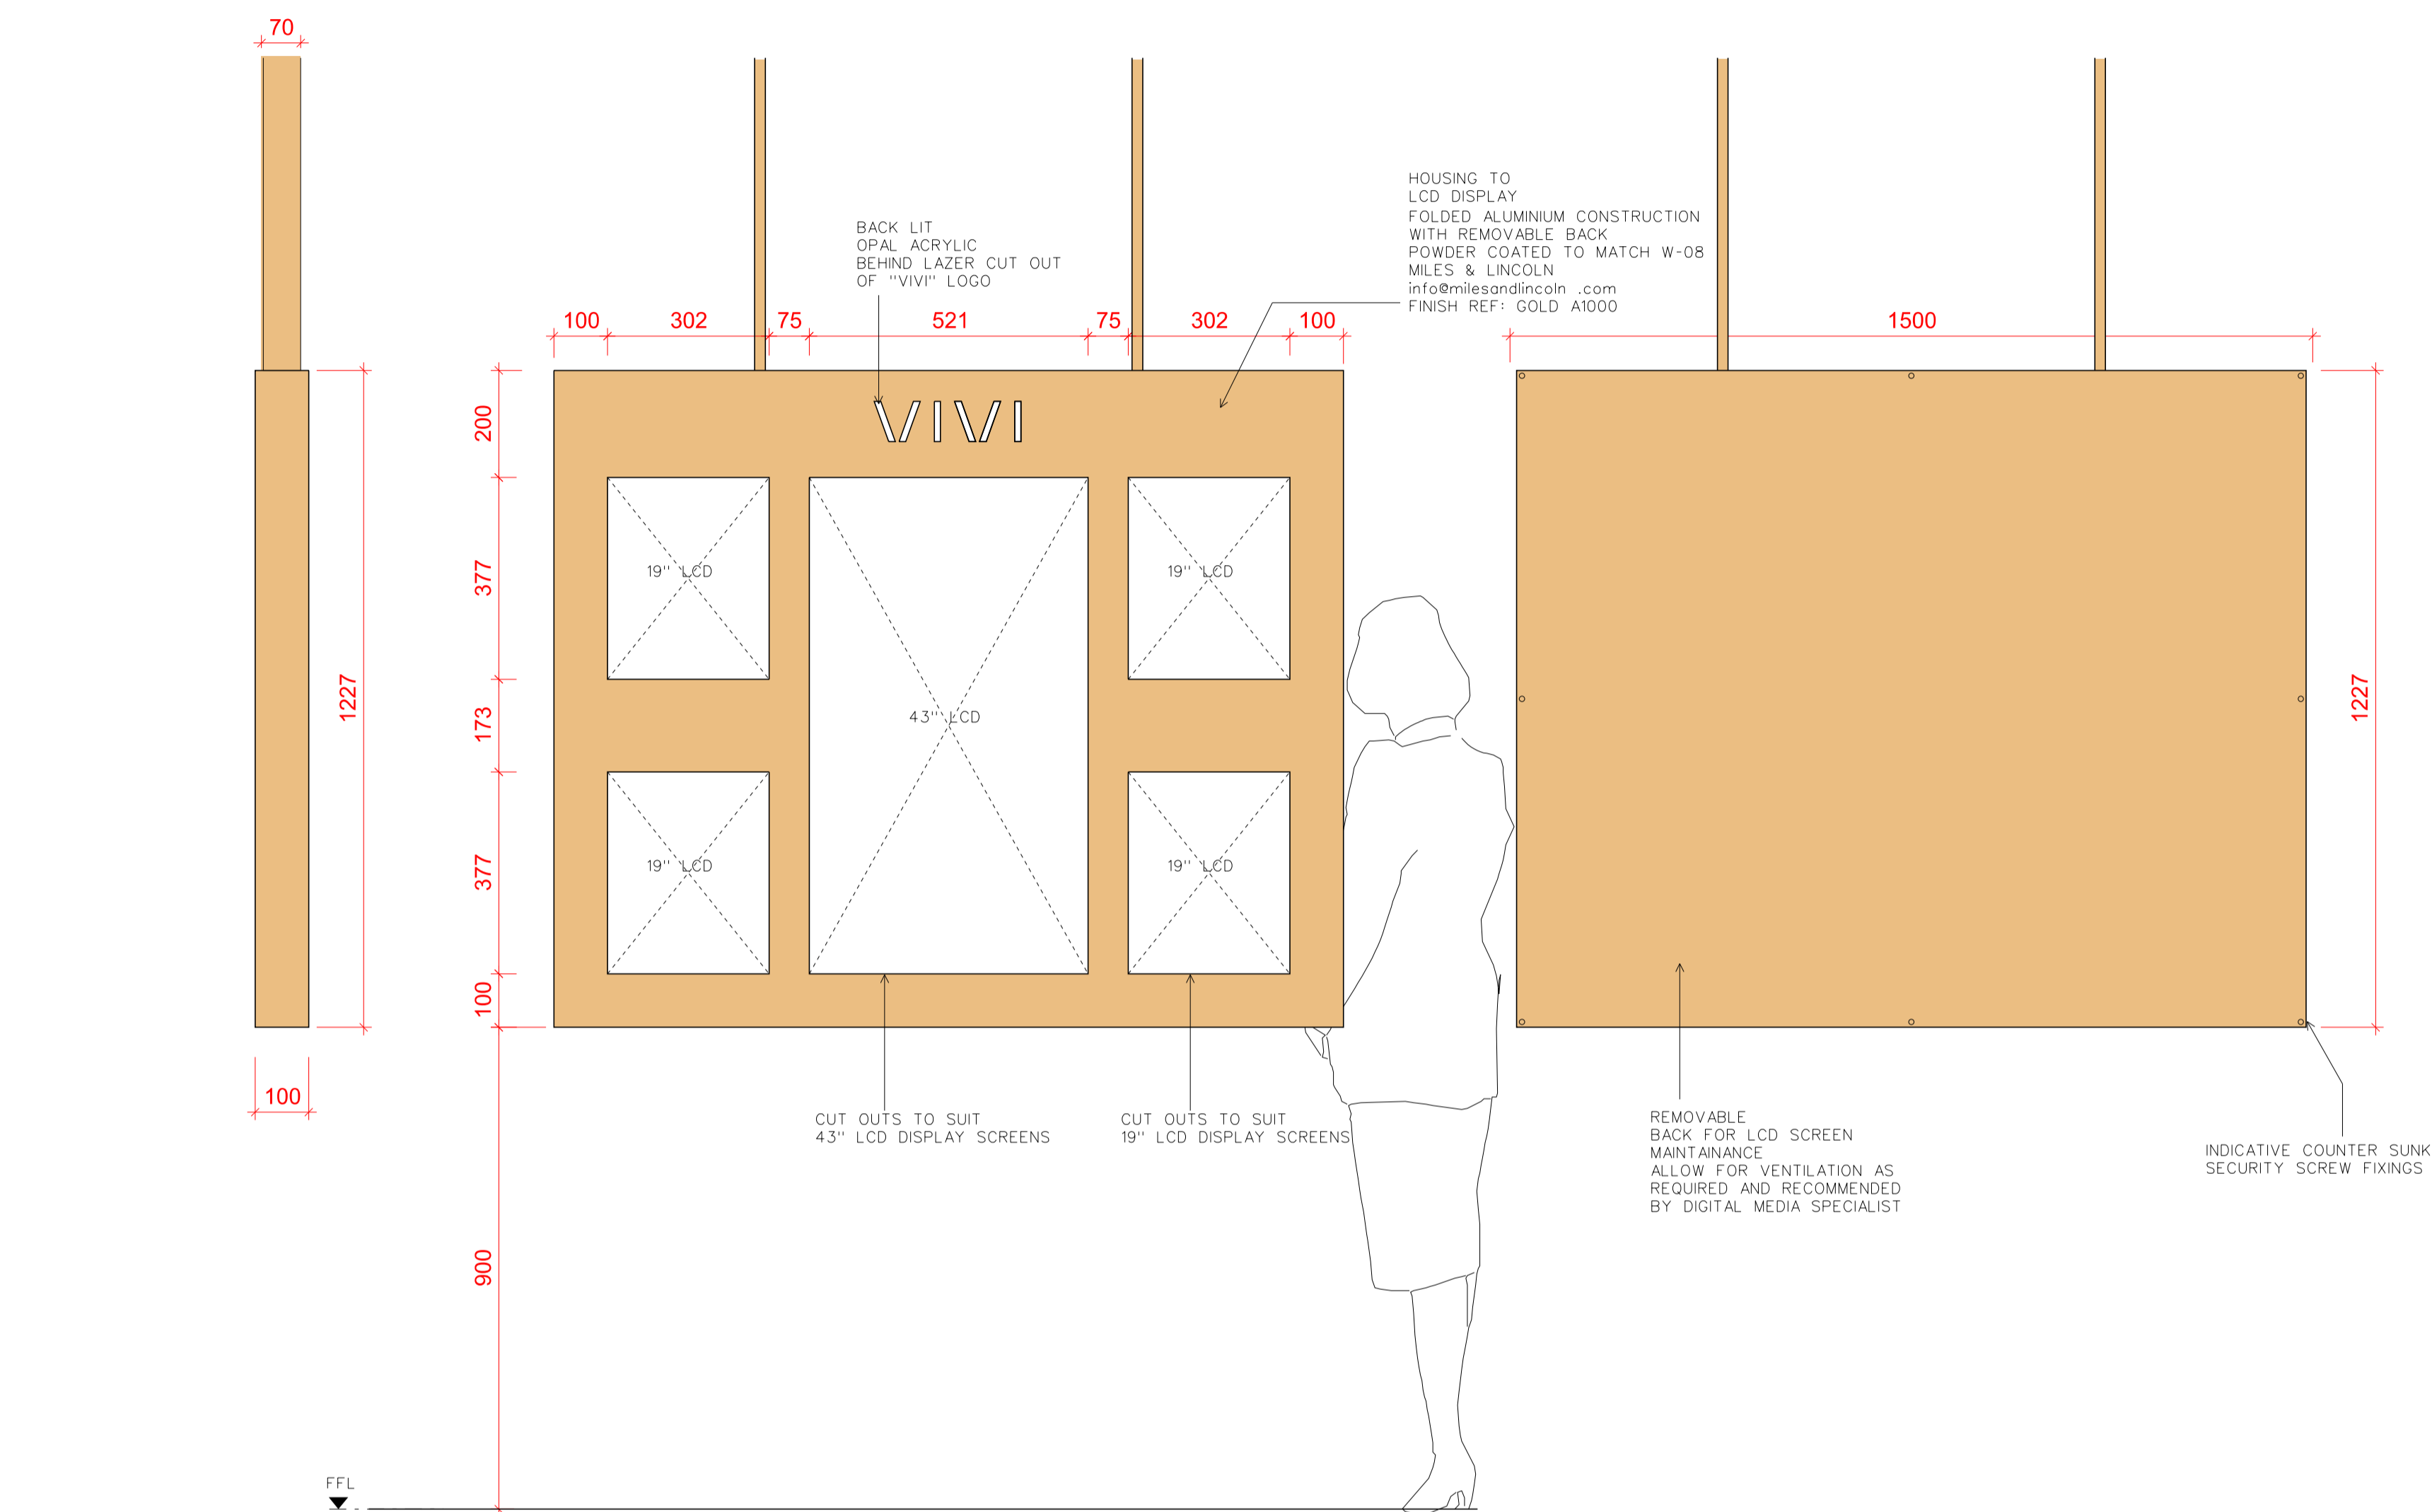 70
BACK LIT
OPAL ACRYLIC
BEHIND LAZER CUT OUT
OF "VIVI" LOGO
HOUSING TO
LCD DISPLAY
FOLDED ALUMINIUM CONSTRUCTION
WITH REMOVABLE BACK
POWDER COATED TO MATCH W-08
MILES & LINCOLN
info@milesandlincoln .com
FINISH REF: GOLD A1000
100 302 75 521 75 302 100
1500
VIVI
200
377
173
377
100
900
1227
1227
19" LCD
19" LCD
43" LCD
19" LCD
19" LCD
100
CUT OUTS TO SUIT
43" LCD DISPLAY SCREENS
CUT OUTS TO SUIT
19" LCD DISPLAY SCREENS
REMOVABLE
BACK FOR LCD SCREEN
MAINTAINANCE
ALLOW FOR VENTILATION AS
REQUIRED AND RECOMMENDED
BY DIGITAL MEDIA SPECIALIST
INDICATIVE COUNTER SUNK
SECURITY SCREW FIXINGS
FFL